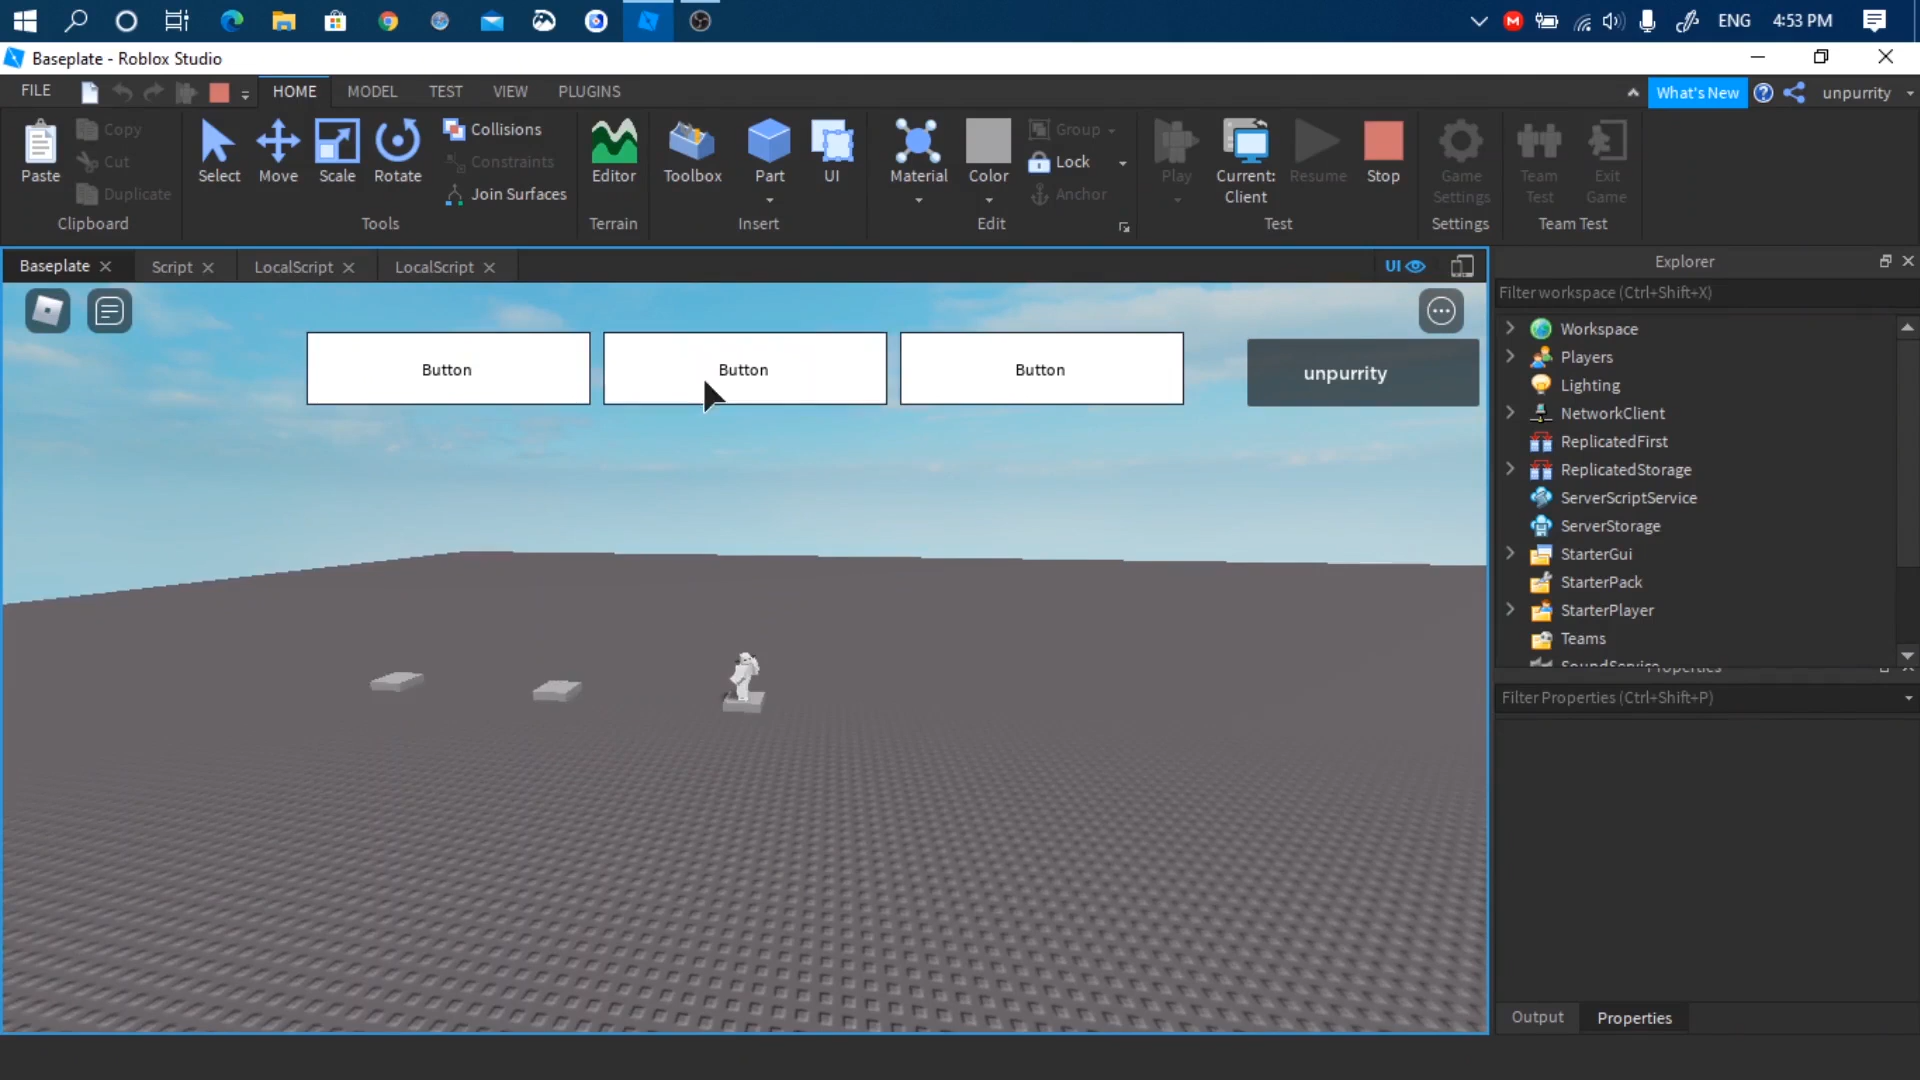 ENG 4:53 PM
Baseplate - Roblox Studio
FILE HOME MODEL TEST VIEW PLUGINS What's New unpurrity
Paste Copy Cut Duplicate
Select Move Scale Rotate
Collisions Constraints Join Surfaces
Editor Toolbox Part UI
Material Color Group Lock Anchor
Play Current: Client Resume Stop
Game Settings Team Test Exit Game
Clipboard Tools Terrain Insert Edit Test Settings Team Test
Baseplate Script LocalScript LocalScript UI
Button Button Button unpurrity
Explorer
Filter workspace (Ctrl+Shift+X)
Workspace
Players
Lighting
NetworkClient
ReplicatedFirst
ReplicatedStorage
ServerScriptService
ServerStorage
StarterGui
StarterPack
StarterPlayer
Teams
SoundService
Properties
Filter Properties (Ctrl+Shift+P)
Output Properties